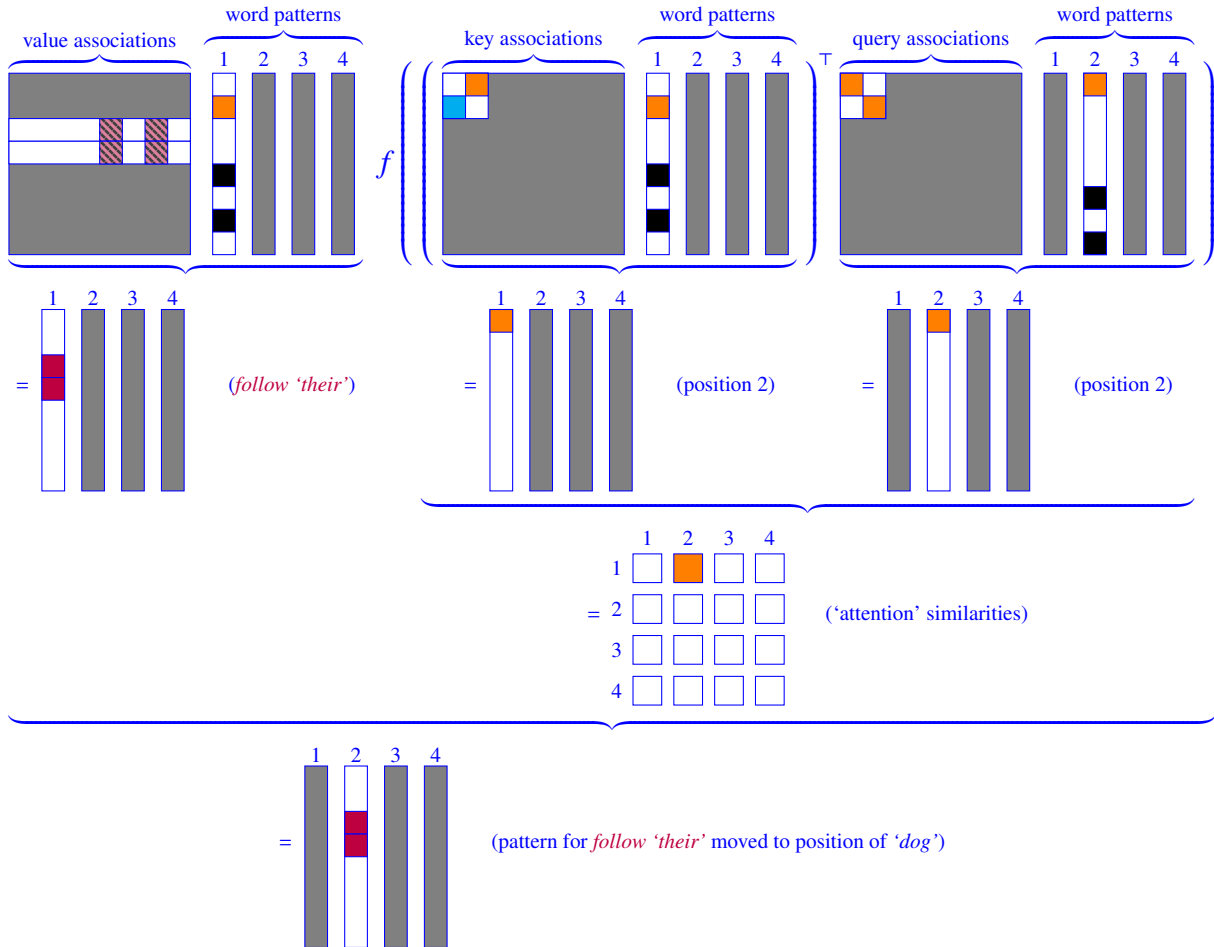 word patterns word patterns word patterns
value associations key associations query associations
1 2 3 4 1 2 3 4 ⊤ 1 2 3 4
f
1 2 3 4 1 2 3 4 1 2 3 4
= (follow ‘their’) = (position 2) = (position 2)
1 2 3 4
1
= 2 (‘attention’ similarities)
3
4
1 2 3 4
= (pattern for follow ‘their’ moved to position of ‘dog’)